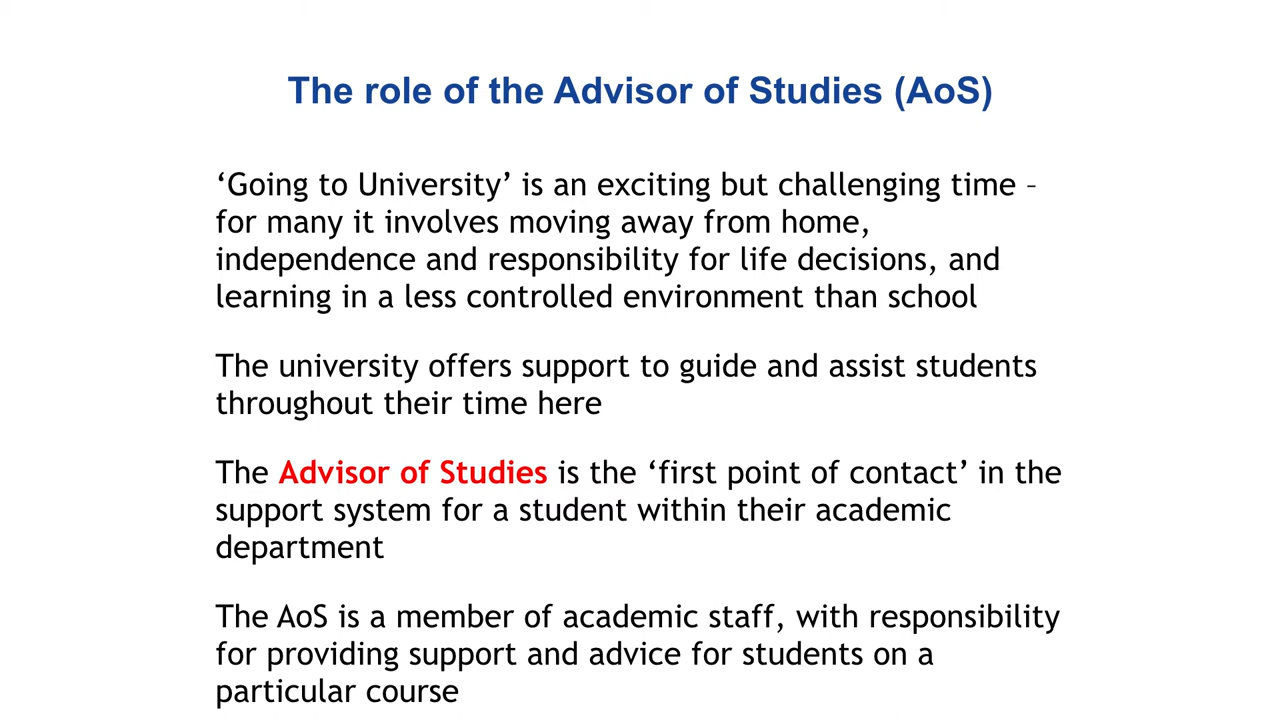 The role of the Advisor of Studies (AoS)
‘Going to University’ is an exciting but challenging time –
for many it involves moving away from home,
independence and responsibility for life decisions, and
learning in a less controlled environment than school
The university offers support to guide and assist students
throughout their time here
The Advisor of Studies is the ‘first point of contact’ in the
support system for a student within their academic
department
The AoS is a member of academic staff, with responsibility
for providing support and advice for students on a
particular course